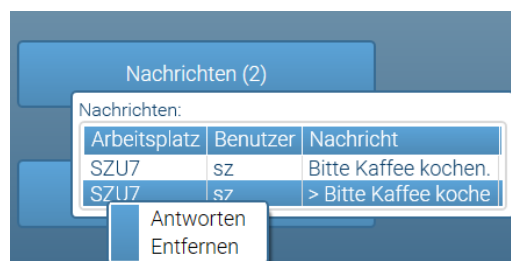 Nachrichten (2)
Nachrichten:
Arbeitsplatz Benutzer Nachricht
SZU7 sz Bitte Kaffee kochen.
SZU7 sz > Bitte Kaffee koche
Antworten
Entfernen